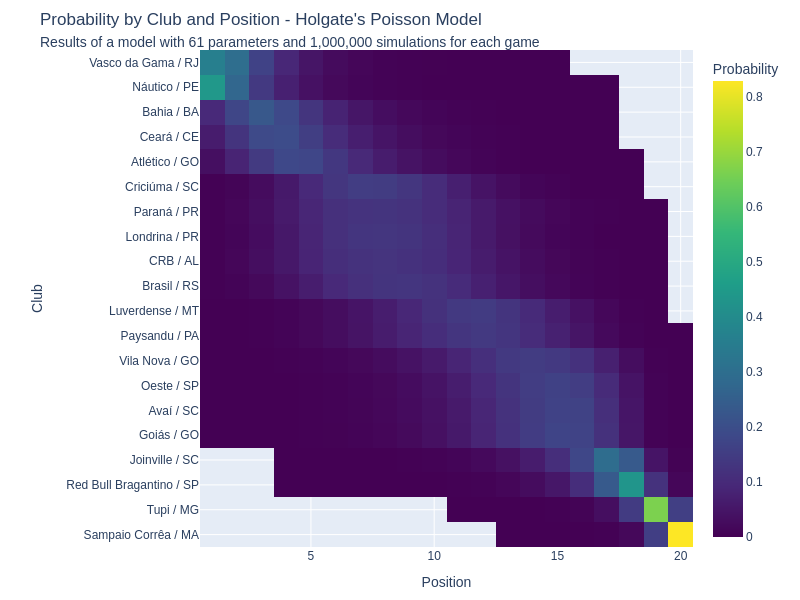 Probability by Club and Position - Holgate's Poisson Model
Results of a model with 61 parameters and 1,000,000 simulations for each game
Probability
Club
Vasco da Gama / RJ
Náutico / PE
Bahia / BA
Ceará / CE
Atlético / GO
Criciúma / SC
Paraná / PR
Londrina / PR
CRB / AL
Brasil / RS
Luverdense / MT
Paysandu / PA
Vila Nova / GO
Oeste / SP
Avaí / SC
Goiás / GO
Joinville / SC
Red Bull Bragantino / SP
Tupi / MG
Sampaio Corrêa / MA
0.8
0.7
0.6
0.5
0.4
0.3
0.2
0.1
0
5 10 15 20
Position